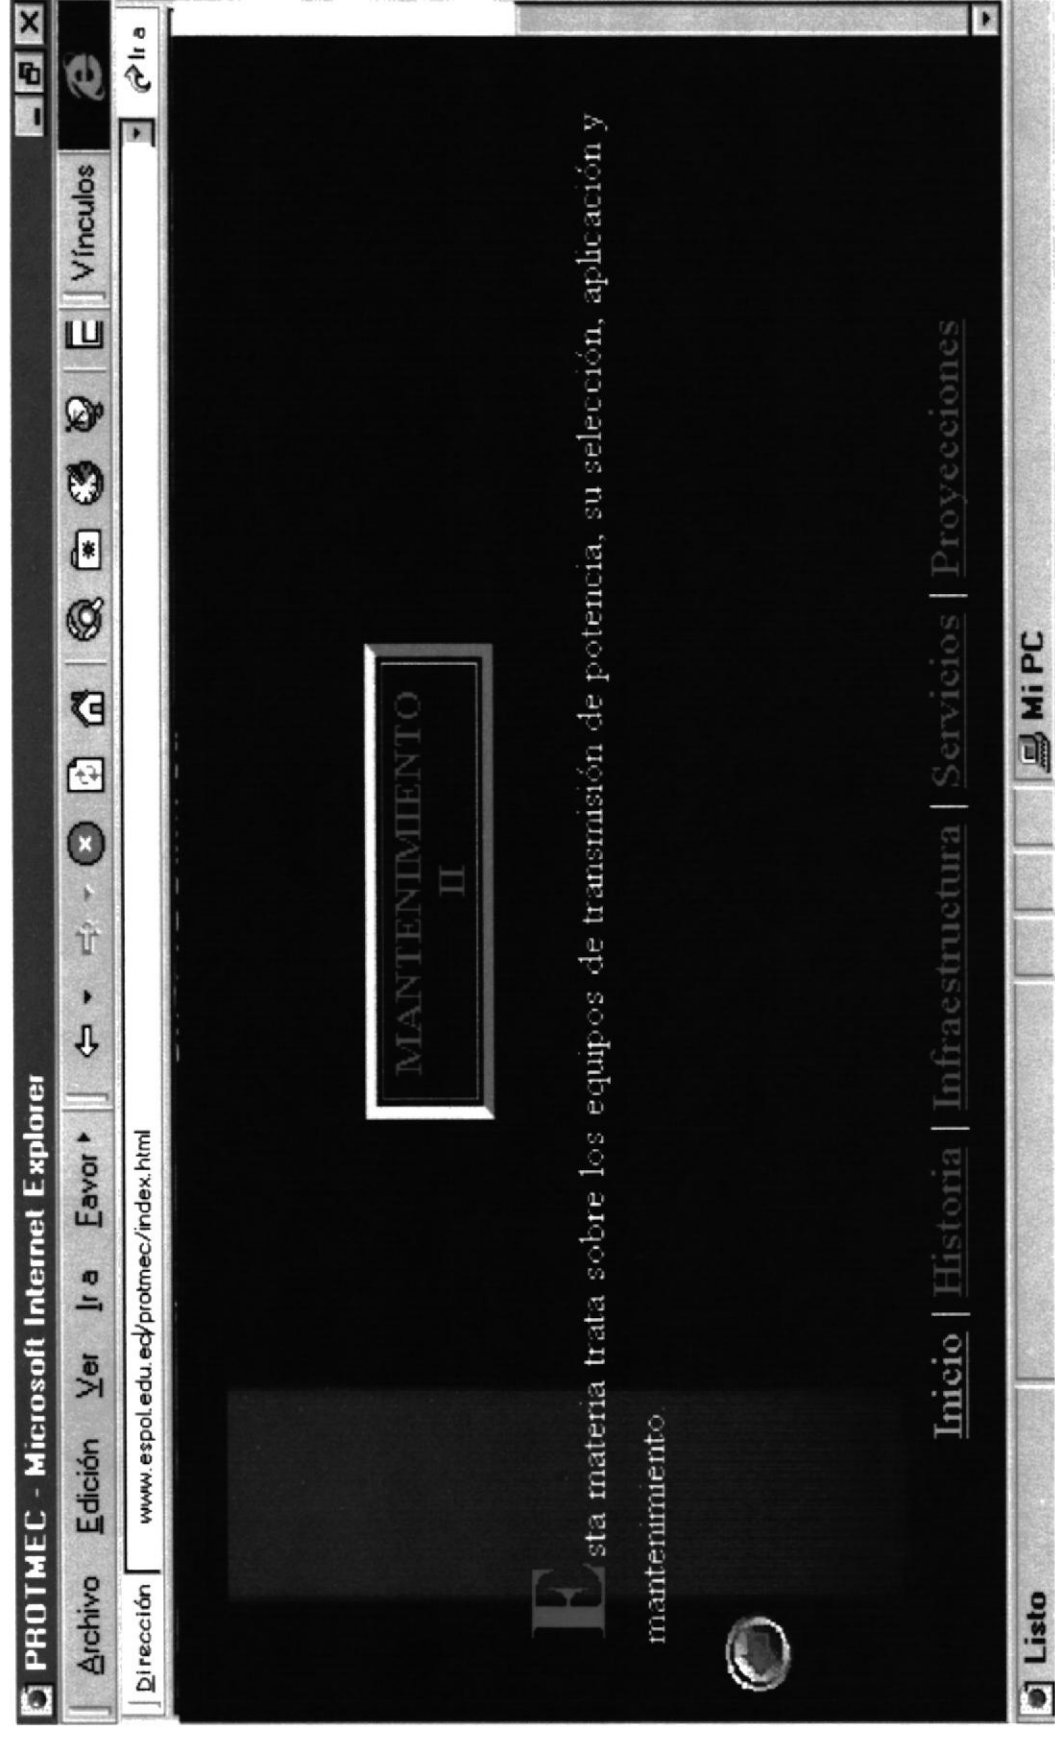 PROTMEC - Microsoft Internet Explorer
Archivo Edición Ver Ir a Favor Vínculos
Dirección www.espol.edu.ec/protmec/index.html Ir a
MANTENIMIENTO
II
Esta materia trata sobre los equipos de transmisión de potencia, su selección, aplicación y
mantenimiento.
Inicio | Historia | Infraestructura | Servicios | Proyecciones
Listo Mi PC